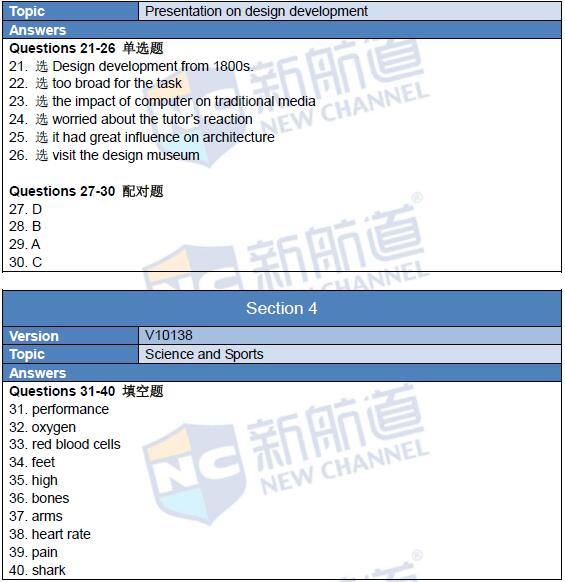 Topic Presentation on design development
Answers
Questions 21-26 单选题
21. 选 Design development from 1800s.
22. 选 too broad for the task
23. 选 the impact of computer on traditional media
24. 选 worried about the tutor's reaction
25. 选 it had great influence on architecture
26. 选 visit the design museum
Questions 27-30 配对题
27. D
28. B
29. A
30. C
Section 4
Version V10138
Topic Science and Sports
Answers
Questions 31-40 填空题
31. performance
32. oxygen
33. red blood cells
34. feet
35. high
36. bones
37. arms
38. heart rate
39. pain
40. shark
NC 新航道®
NEW CHANNEL
NC 新航道®
NEW CHANNEL
NC 新航道
NEW CHANNEL